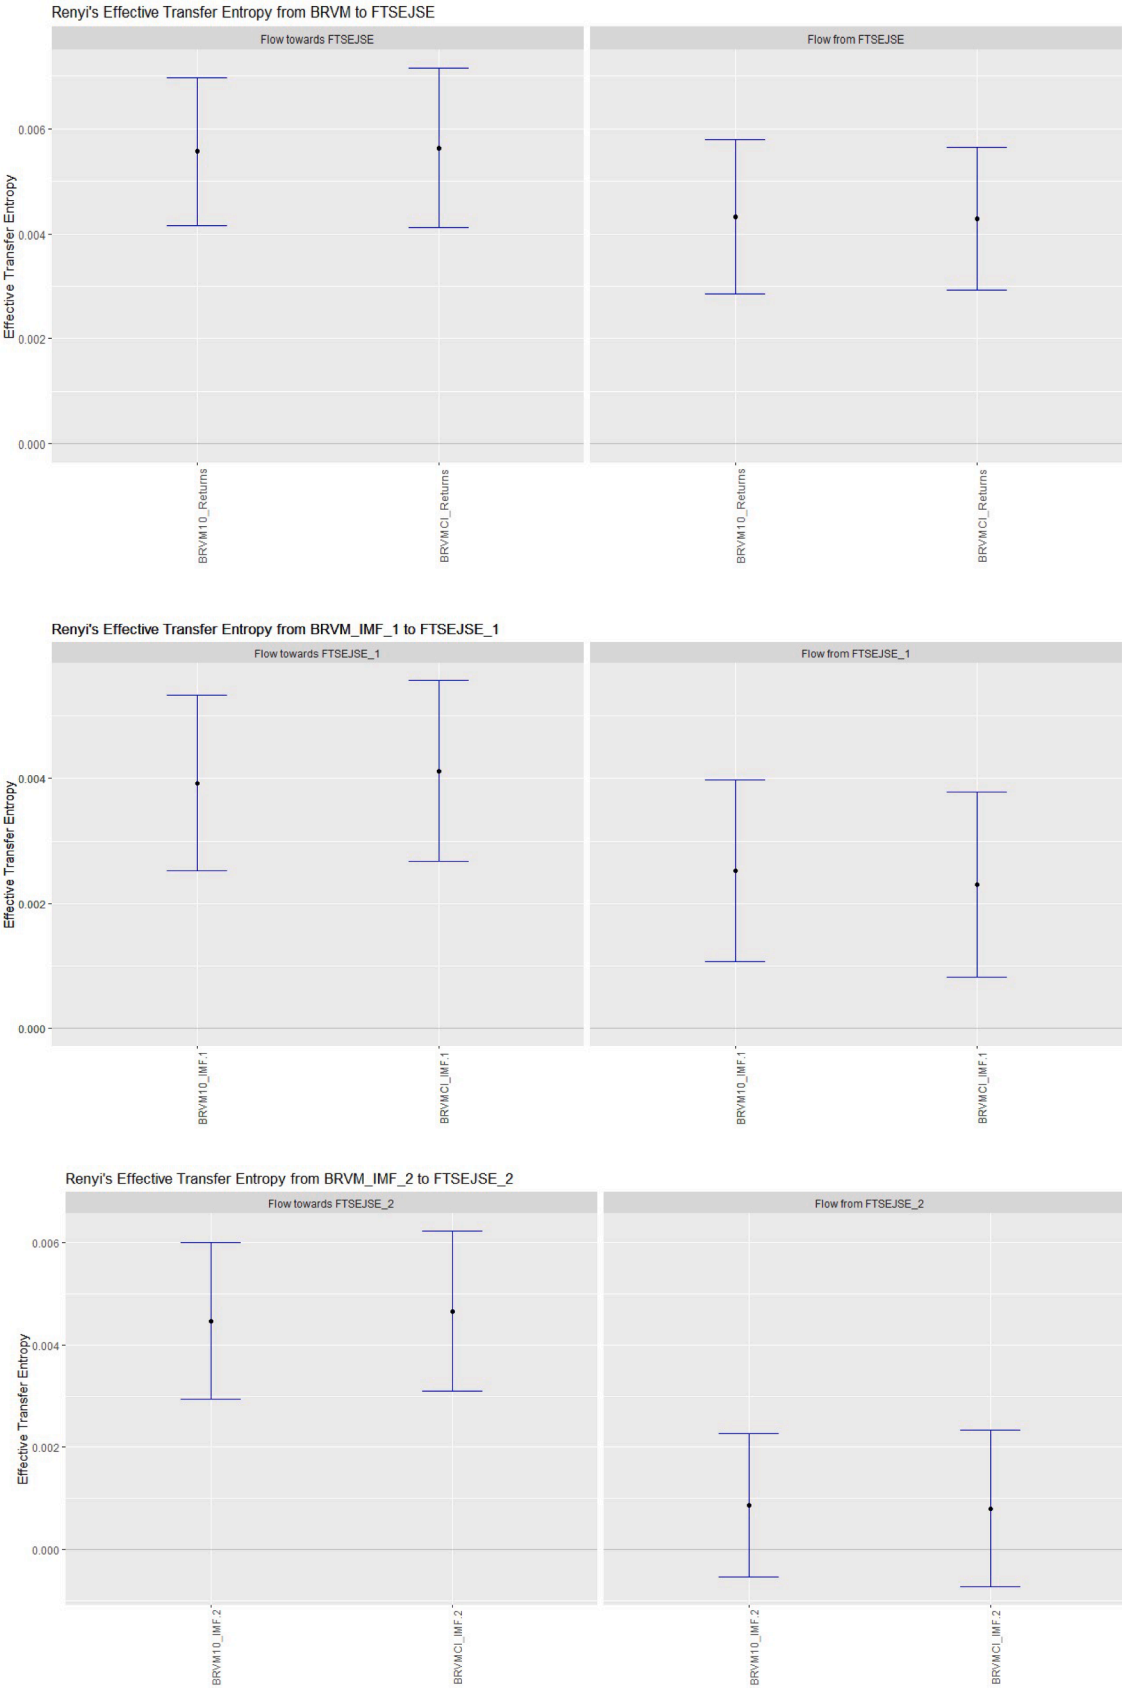 Renyi's Effective Transfer Entropy from BRVM to FTSEJSE
Flow towards FTSEJSE
Flow from FTSEJSE
Effective Transfer Entropy
0.006
0.004
0.002
0.000
BRVM10_Returns
BRVMCI_Returns
BRVM10_Returns
BRVMCI_Returns
Renyi's Effective Transfer Entropy from BRVM_IMF_1 to FTSEJSE_1
Flow towards FTSEJSE_1
Flow from FTSEJSE_1
Effective Transfer Entropy
0.004
0.002
0.000
BRVM10_IMF.1
BRVMCI_IMF.1
BRVM10_IMF.1
BRVMCI_IMF.1
Renyi's Effective Transfer Entropy from BRVM_IMF_2 to FTSEJSE_2
Flow towards FTSEJSE_2
Flow from FTSEJSE_2
Effective Transfer Entropy
0.006
0.004
0.002
0.000
BRVM10_IMF.2
BRVMCI_IMF.2
BRVM10_IMF.2
BRVMCI_IMF.2